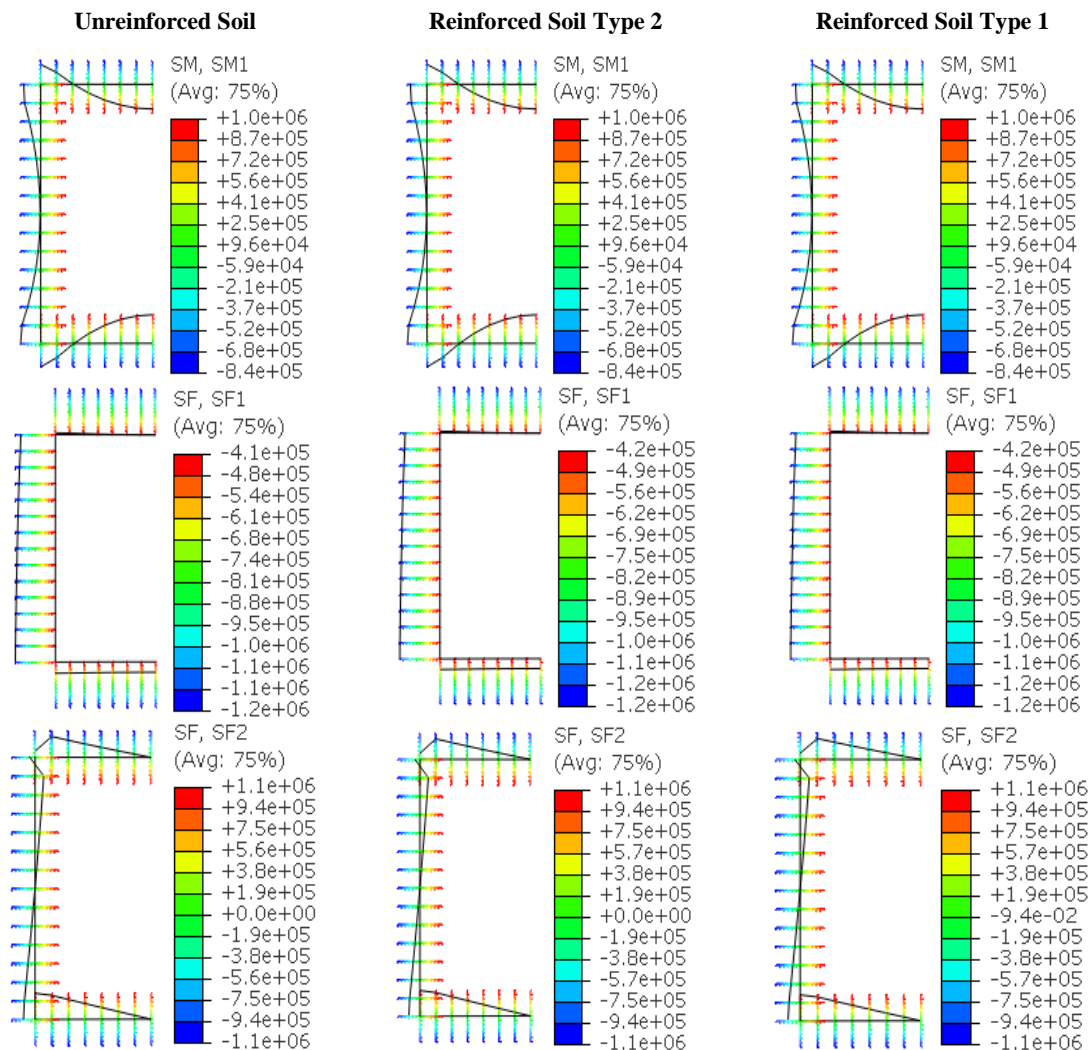 Unreinforced Soil
Reinforced Soil Type 2
Reinforced Soil Type 1
SM, SM1
(Avg: 75%)
+1.0e+06
+8.7e+05
+7.2e+05
+5.6e+05
+4.1e+05
+2.5e+05
+9.6e+04
-5.9e+04
-2.1e+05
-3.7e+05
-5.2e+05
-6.8e+05
-8.4e+05
SM, SM1
(Avg: 75%)
+1.0e+06
+8.7e+05
+7.2e+05
+5.6e+05
+4.1e+05
+2.5e+05
+9.6e+04
-5.9e+04
-2.1e+05
-3.7e+05
-5.2e+05
-6.8e+05
-8.4e+05
SM, SM1
(Avg: 75%)
+1.0e+06
+8.7e+05
+7.2e+05
+5.6e+05
+4.1e+05
+2.5e+05
+9.6e+04
-5.9e+04
-2.1e+05
-3.7e+05
-5.2e+05
-6.8e+05
-8.4e+05
SF, SF1
(Avg: 75%)
-4.1e+05
-4.8e+05
-5.4e+05
-6.1e+05
-6.8e+05
-7.4e+05
-8.1e+05
-8.8e+05
-9.5e+05
-1.0e+06
-1.1e+06
-1.1e+06
-1.2e+06
SF, SF1
(Avg: 75%)
-4.2e+05
-4.9e+05
-5.6e+05
-6.2e+05
-6.9e+05
-7.5e+05
-8.2e+05
-8.9e+05
-9.5e+05
-1.0e+06
-1.1e+06
-1.2e+06
-1.2e+06
SF, SF1
(Avg: 75%)
-4.2e+05
-4.9e+05
-5.6e+05
-6.2e+05
-6.9e+05
-7.5e+05
-8.2e+05
-8.9e+05
-9.5e+05
-1.0e+06
-1.1e+06
-1.2e+06
-1.2e+06
SF, SF2
(Avg: 75%)
+1.1e+06
+9.4e+05
+7.5e+05
+5.6e+05
+3.8e+05
+1.9e+05
+0.0e+00
-1.9e+05
-3.8e+05
-5.6e+05
-7.5e+05
-9.4e+05
-1.1e+06
SF, SF2
(Avg: 75%)
+1.1e+06
+9.4e+05
+7.5e+05
+5.7e+05
+3.8e+05
+1.9e+05
+0.0e+00
-1.9e+05
-3.8e+05
-5.7e+05
-7.5e+05
-9.4e+05
-1.1e+06
SF, SF2
(Avg: 75%)
+1.1e+06
+9.4e+05
+7.5e+05
+5.7e+05
+3.8e+05
+1.9e+05
-9.4e-02
-1.9e+05
-3.8e+05
-5.7e+05
-7.5e+05
-9.4e+05
-1.1e+06